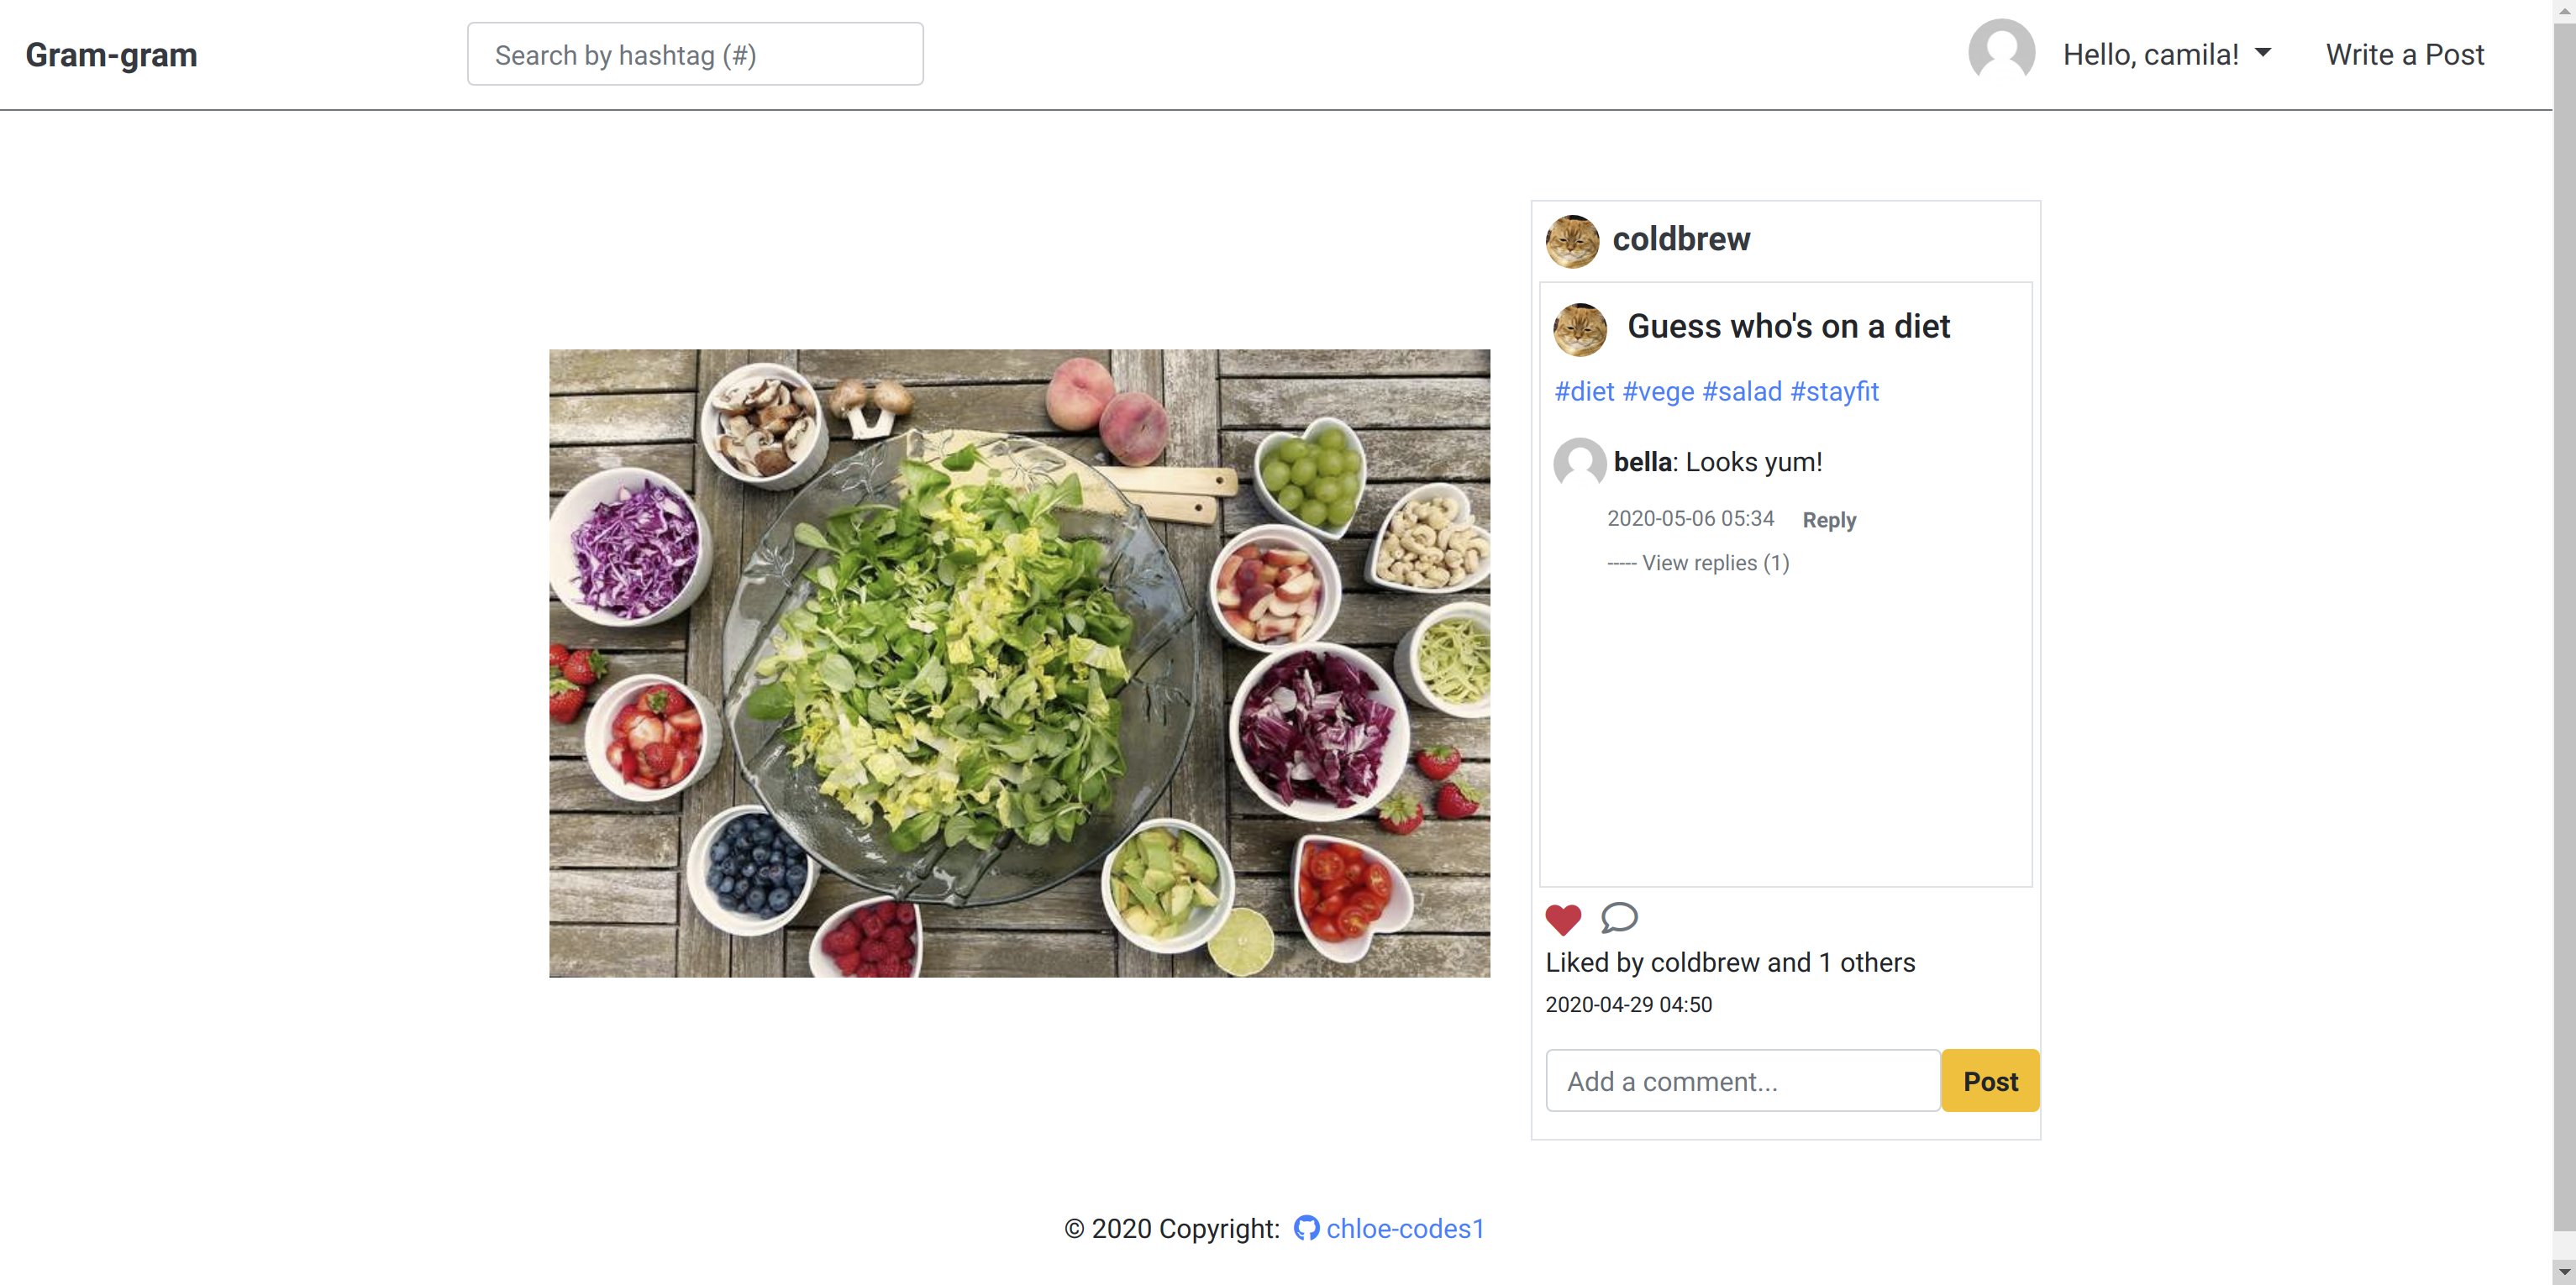 Gram-gram
Search by hashtag (#)
Hello, camila!
Write a Post
coldbrew
Guess who's on a diet
#diet #vege #salad #stayfit
bella: Looks yum!
2020-05-06 05:34 Reply
----- View replies (1)
Liked by coldbrew and 1 others
2020-04-29 04:50
Add a comment...
Post
© 2020 Copyright: chloe-codes1